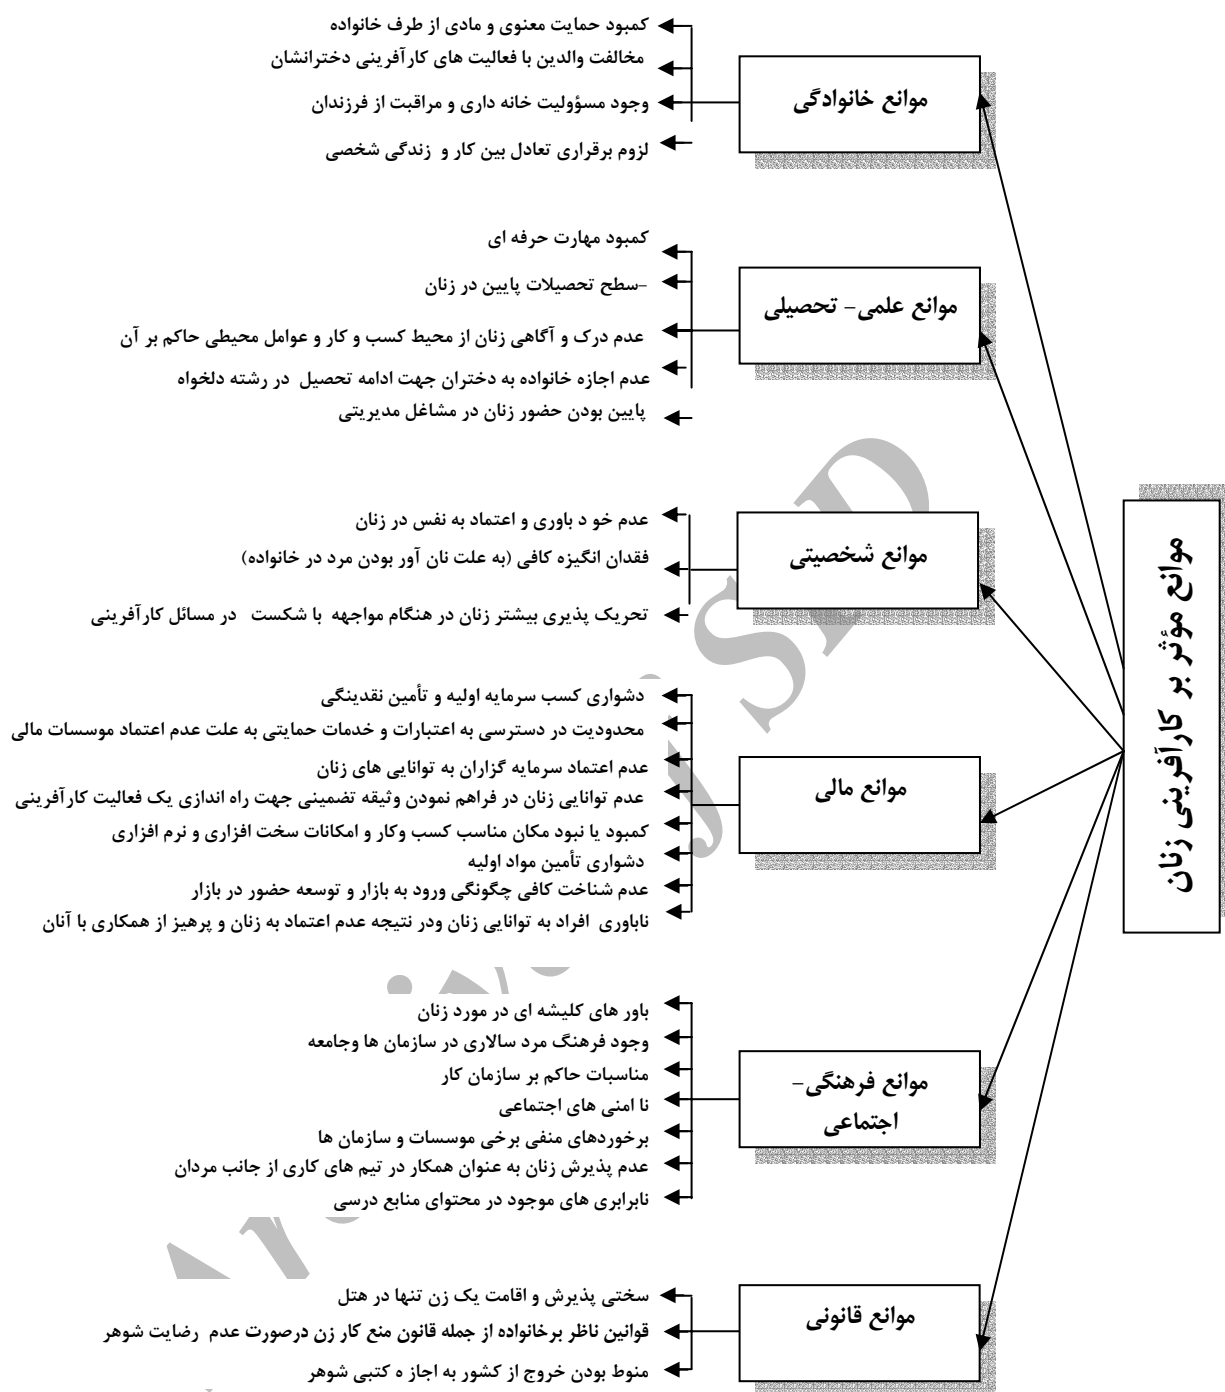 موانع مؤثر بر کارآفرینی زنان
موانع خانوادگی
کمبود حمایت معنوی و مادی از طرف خانواده
مخالفت والدین با فعالیت های کارآفرینی دخترانشان
وجود مسؤولیت خانه داری و مراقبت از فرزندان
لزوم برقراری تعادل بین کار و زندگی شخصی
موانع علمی- تحصیلی
کمبود مهارت حرفه ای
-سطح تحصیلات پایین در زنان
عدم درک و آگاهی زنان از محیط کسب و کار و عوامل محیطی حاکم بر آن
عدم اجازه خانواده به دختران جهت ادامه تحصیل در رشته دلخواه
پایین بودن حضور زنان در مشاغل مدیریتی
موانع شخصیتی
عدم خو د باوری و اعتماد به نفس در زنان
فقدان انگیزه کافی (به علت نان آور بودن مرد در خانواده)
تحریک پذیری بیشتر زنان در هنگام مواجهه با شکست در مسائل کارآفرینی
موانع مالی
دشواری کسب سرمایه اولیه و تأمین نقدینگی
محدودیت در دسترسی به اعتبارات و خدمات حمایتی به علت عدم اعتماد موسسات مالی
عدم اعتماد سرمایه گزاران به توانایی های زنان
عدم توانایی زنان در فراهم نمودن وثیقه تضمینی جهت راه اندازی یک فعالیت کارآفرینی
کمبود یا نبود مکان مناسب کسب وکار و امکانات سخت افزاری و نرم افزاری
دشواری تأمین مواد اولیه
عدم شناخت کافی چگونگی ورود به بازار و توسعه حضور در بازار
ناباوری افراد به توانایی زنان ودر نتیجه عدم اعتماد به زنان و پرهیز از همکاری با آنان
موانع فرهنگی-
اجتماعی
باور های کلیشه ای در مورد زنان
وجود فرهنگ مرد سالاری در سازمان ها وجامعه
مناسبات حاکم بر سازمان کار
نا امنی های اجتماعی
برخوردهای منفی برخی موسسات و سازمان ها
عدم پذیرش زنان به عنوان همکار در تیم های کاری از جانب مردان
نابرابری های موجود در محتوای منابع درسی
موانع قانونی
سختی پذیرش و اقامت یک زن تنها در هتل
قوانین ناظر برخانواده از جمله قانون منع کار زن درصورت عدم رضایت شوهر
منوط بودن خروج از کشور به اجاز ه کتبی شوهر